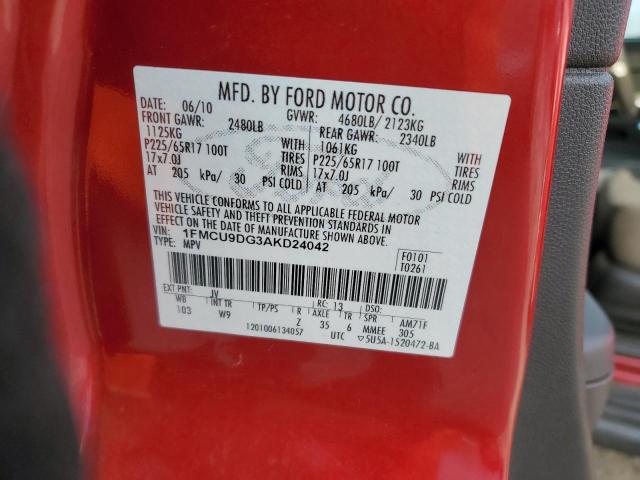 MFD. BY FORD MOTOR CO.
DATE: 06/10 GVWR: 4680LB/ 2123KG
FRONT GAWR: 2480LB REAR GAWR: 2340LB
1125KG WITH 1061KG WITH
P225/65R17 100T TIRES P225/65R17 100T TIRES
17x7.0J RIMS 17x7.0J RIMS
AT 205 kPa/ 30 PSI COLD AT 205 kPa/ 30 PSI COLD
THIS VEHICLE CONFORMS TO ALL APPLICABLE FEDERAL MOTOR
VEHICLE SAFETY AND THEFT PREVENTION STANDARDS IN
EFFECT ON THE DATE OF MANUFACTURE SHOWN ABOVE.
VIN: 1FMCU9DG3AKD24042 F0101
TYPE: MPV T0261
EXT PNT: JV RC: 13 DSO:
WB INT TR TP/PS R AXLE TR SPR AM71F
103 W9 Z 35 6 MMEE 305
1201006134057 UTC ▽5U5A-1520472-BA
Ford